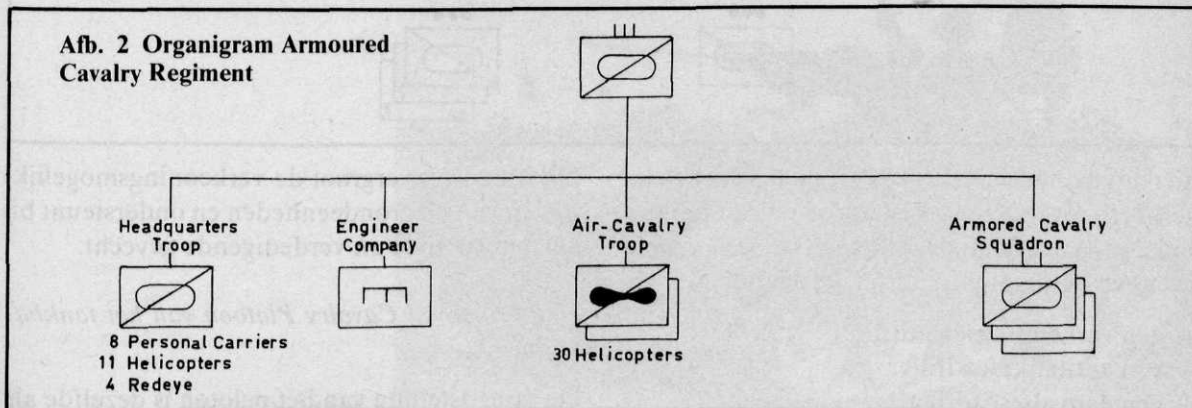 Afb. 2 Organigram Armoured
Cavalry Regiment
Headquarters
Troop
8 Personal Carriers
11 Helicopters
4 Redeye
Engineer
Company
Air-Cavalry
Troop
30 Helicopters
Armored Cavalry
Squadron